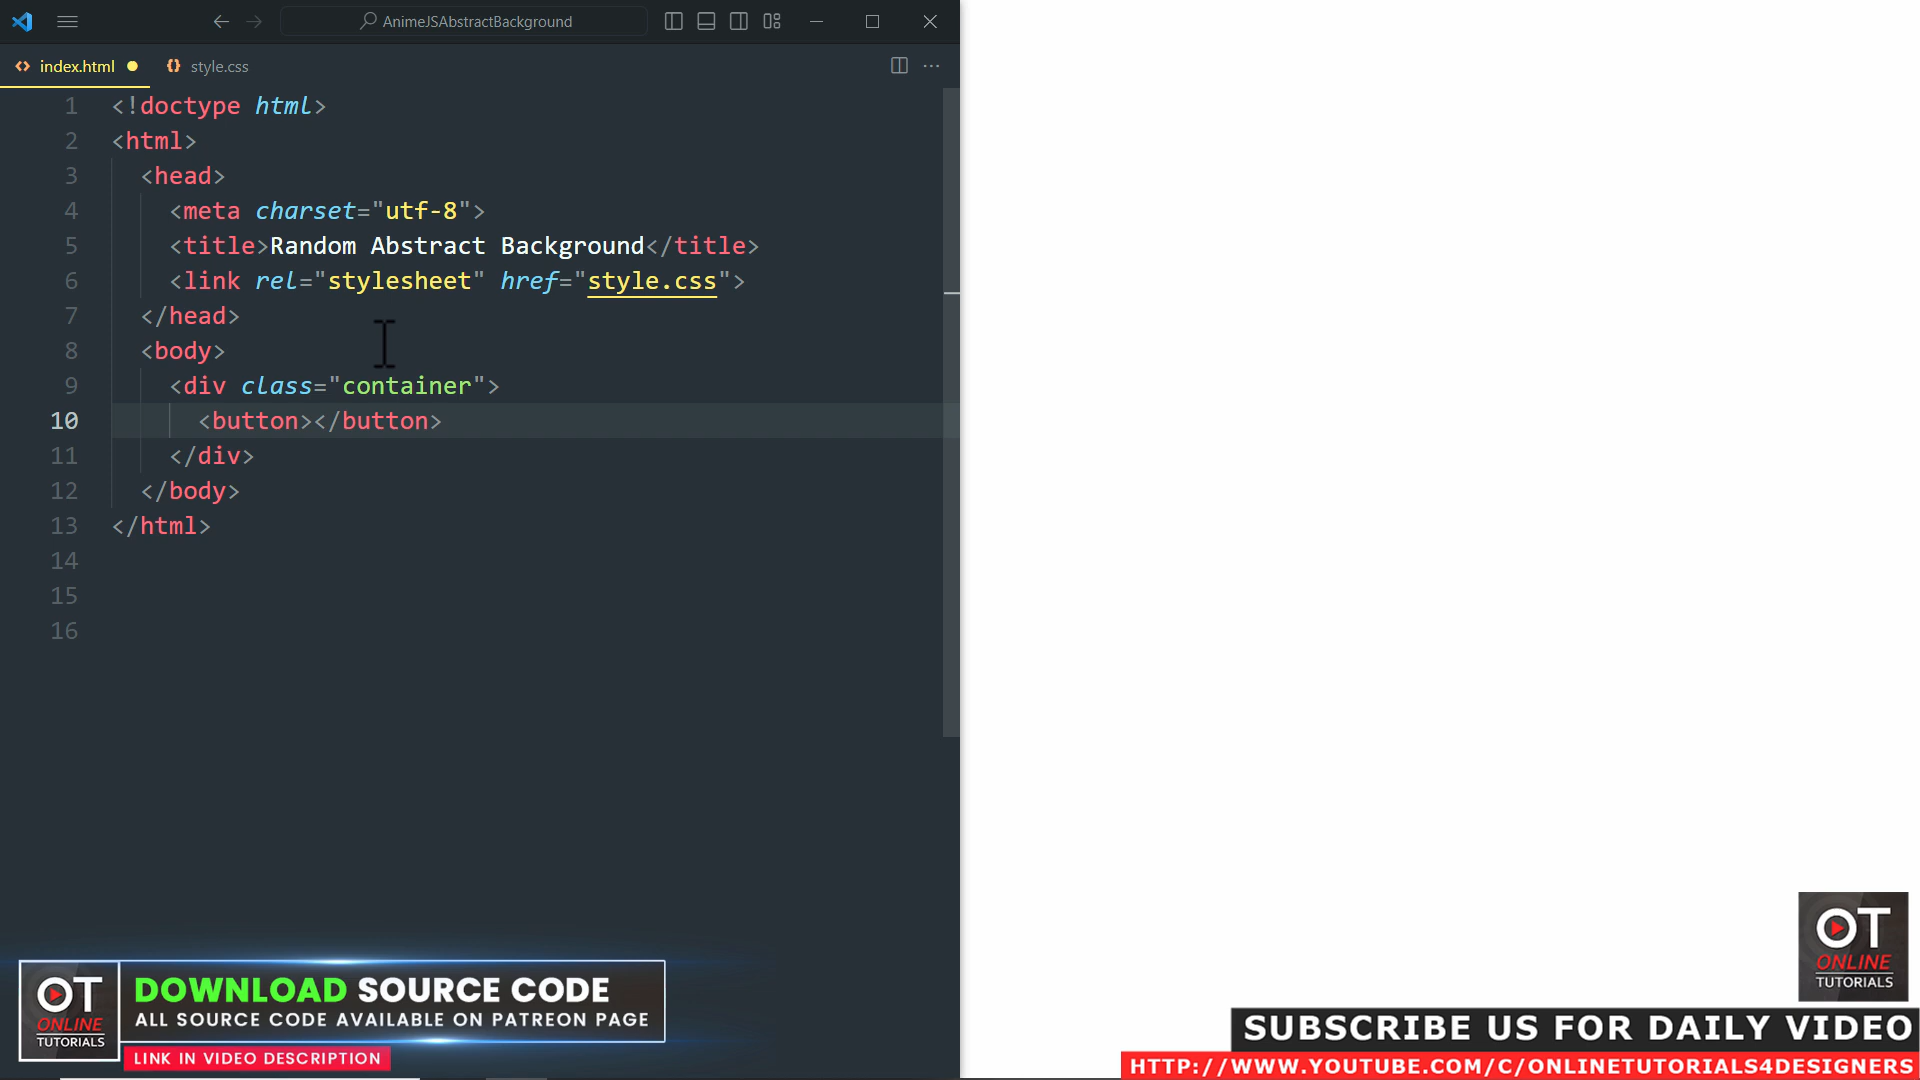 AnimeJSAbstractBackground
index.html
style.css
1 <!doctype html>
2 <html>
3 <head>
4 <meta charset="utf-8">
5 <title>Random Abstract Background</title>
6 <link rel="stylesheet" href="style.css">
7 </head>
8 <body>
9 <div class="container">
10 <button></button>
11 </div>
12 </body>
13 </html>
14
15
16
OT
ONLINE
TUTORIALS
DOWNLOAD SOURCE CODE
ALL SOURCE CODE AVAILABLE ON PATREON PAGE
LINK IN VIDEO DESCRIPTION
OT
ONLINE
TUTORIALS
SUBSCRIBE US FOR DAILY VIDEO
HTTP://WWW.YOUTUBE.COM/C/ONLINETUTORIALS4DESIGNERS